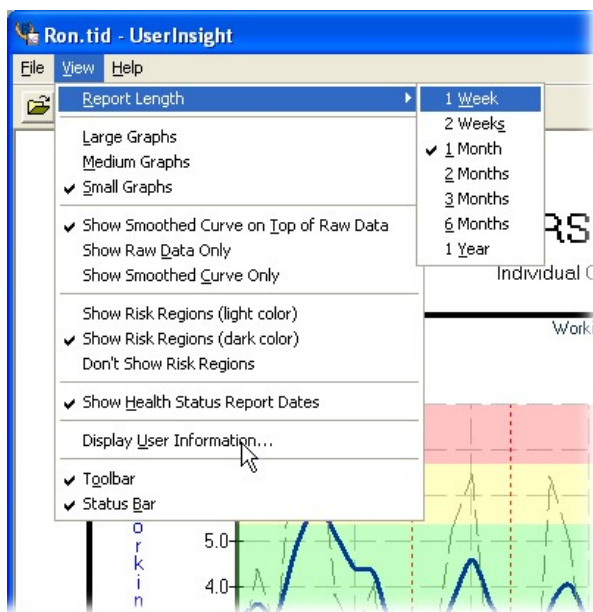 Ron.tid - UserInsight
File View Help
Report Length
Large Graphs
Medium Graphs
Small Graphs
Show Smoothed Curve on Top of Raw Data
Show Raw Data Only
Show Smoothed Curve Only
Show Risk Regions (light color)
Show Risk Regions (dark color)
Don't Show Risk Regions
Show Health Status Report Dates
Display User Information...
Toolbar
Status Bar
1 Week
2 Weeks
1 Month
2 Months
3 Months
6 Months
1 Year
RS
Individual
Worki
orkin
5.0
4.0